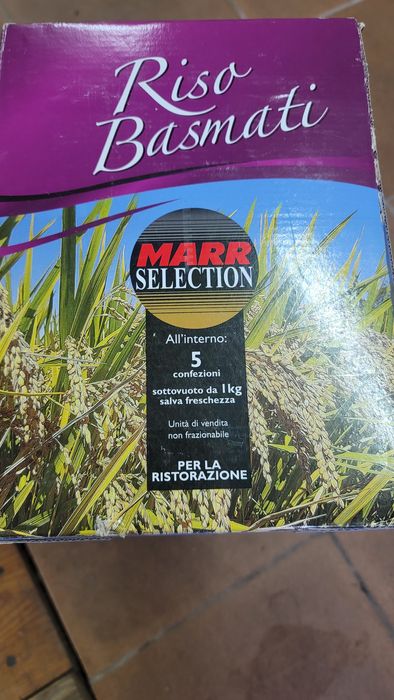 Riso
Basmati
MARR
SELECTION
All'interno:
5
confezioni
sottovuoto da 1kg
salva freschezza
Unità di vendita
non frazionabile
PER LA
RISTORAZIONE